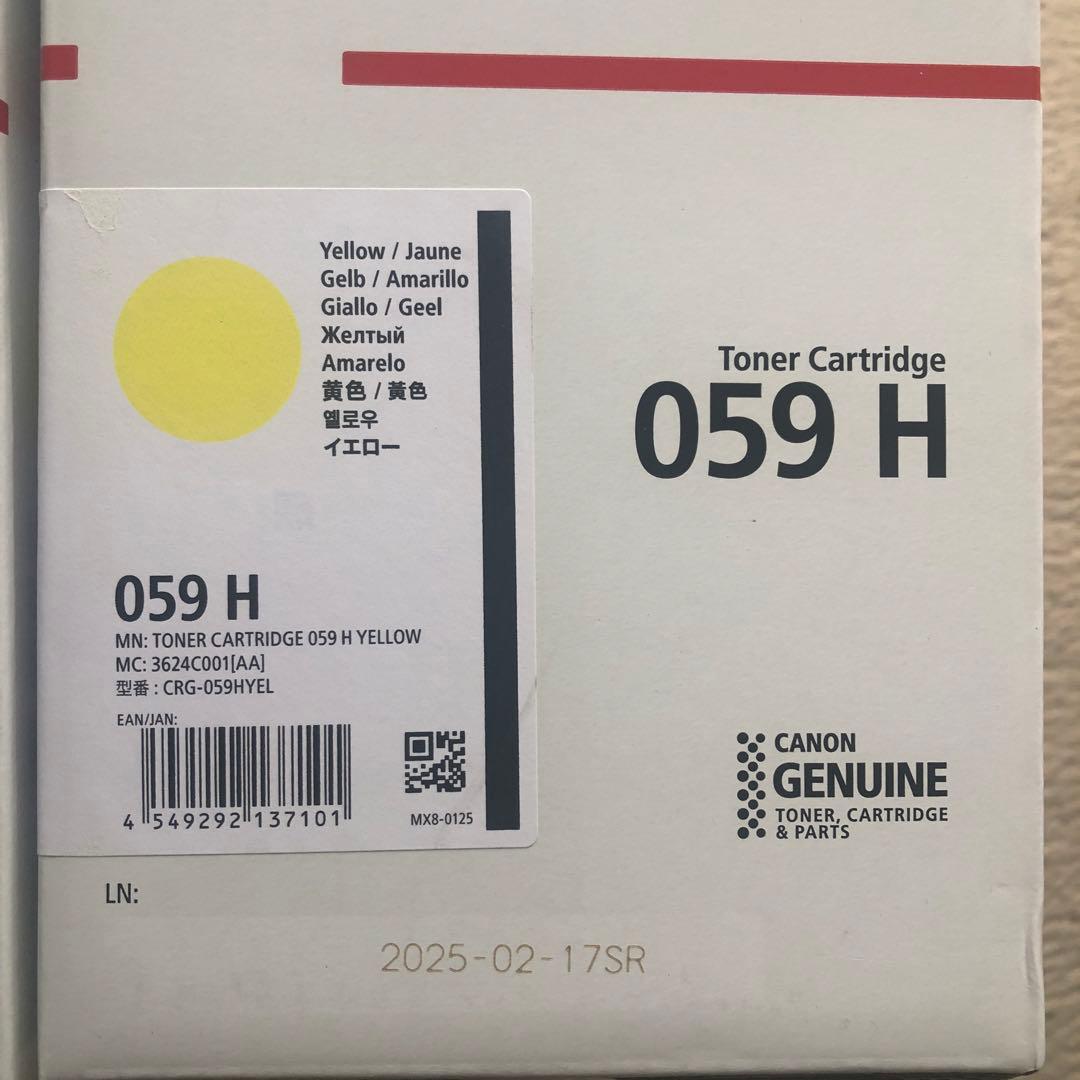 Yellow / Jaune
Gelb / Amarillo
Giallo / Geel
Желтый
Amarelo
黄色 / 黃色
옐로우
イエロー
059 H
MN: TONER CARTRIDGE 059 H YELLOW
MC: 3624C001[AA]
型番 : CRG-059HYEL
EAN/JAN:
4 549292 137101
MX8-0125
Toner Cartridge
059 H
CANON
GENUINE
TONER, CARTRIDGE
& PARTS
LN:
2025-02-17SR